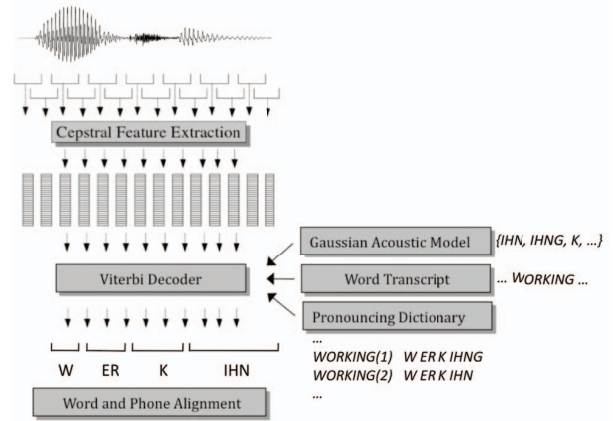 Cepstral Feature Extraction
Gaussian Acoustic Model {IHN, IHNG, K, ...}
Viterbi Decoder
Word Transcript ... WORKING ...
Pronouncing Dictionary
...
WORKING(1) W ER K IHNG
WORKING(2) W ER K IHN
...
W ER K IHN
Word and Phone Alignment